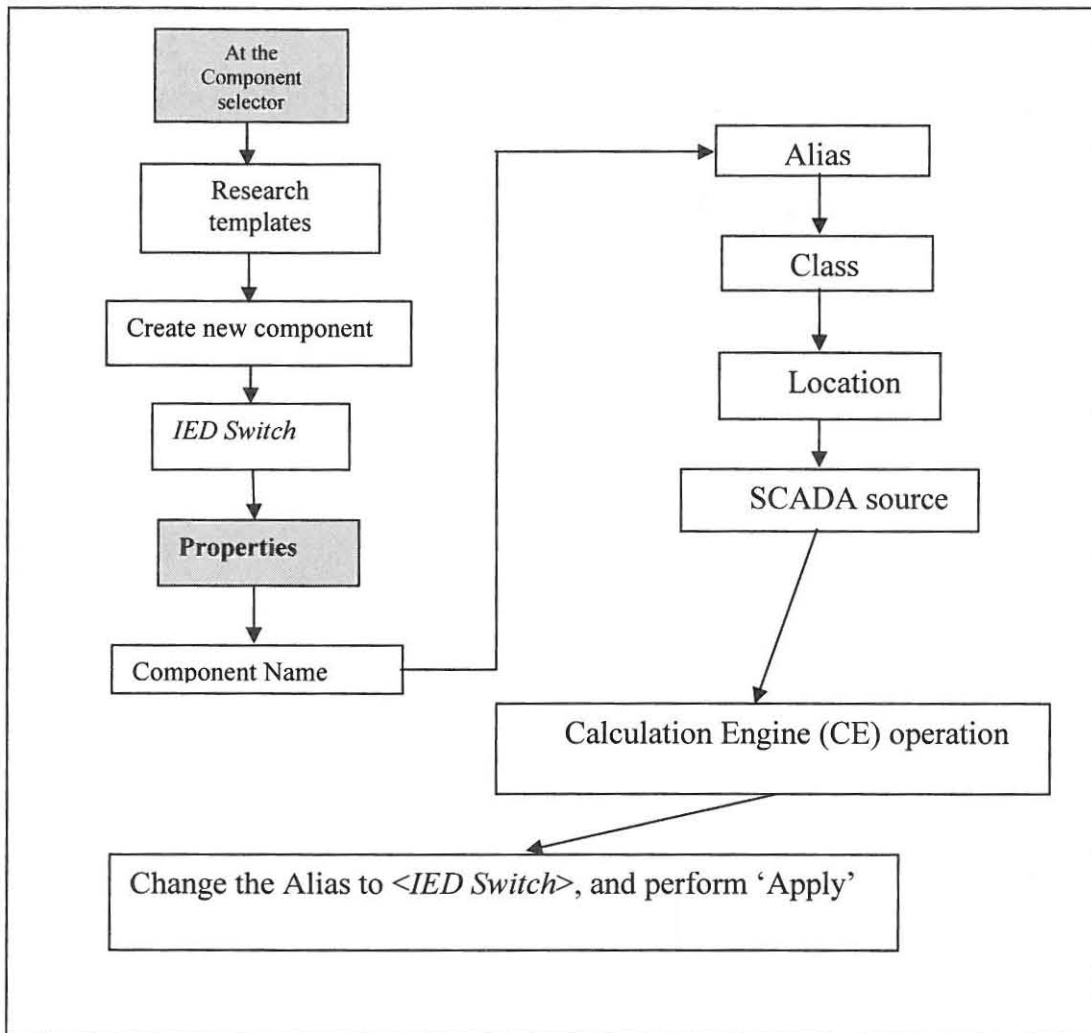 At the
Component
selector
Research
templates
Create new component
IED Switch
Properties
Component Name
Alias
Class
Location
SCADA source
Calculation Engine (CE) operation
Change the Alias to <IED Switch>, and perform ‘Apply’